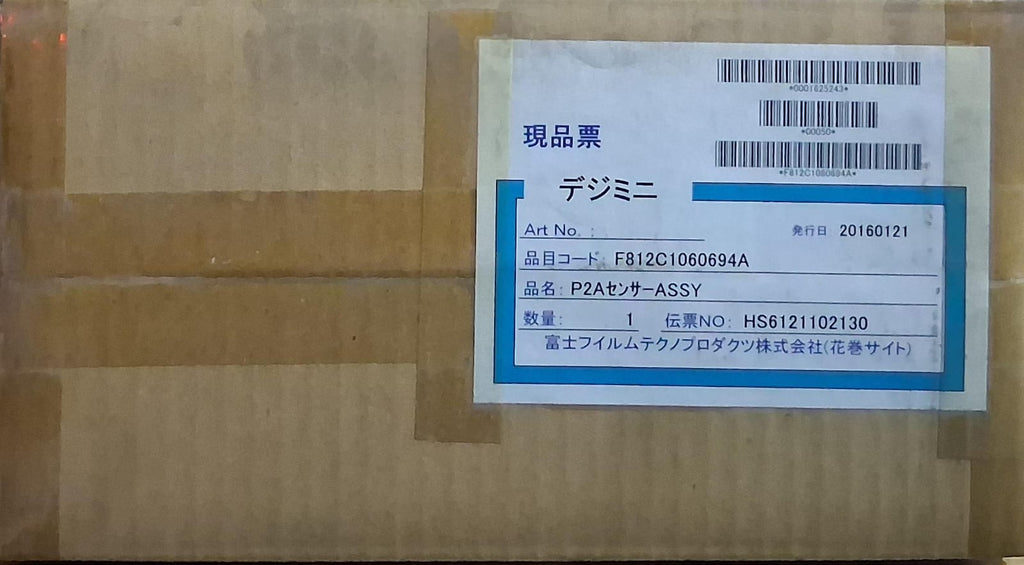 *0001625243*
*00050*
現品票
*F812C1060694A*
デジミニ
Art No. :
発行日 20160121
品目コード: F812C1060694A
品名: P2AセンサーASSY
数量: 1 伝票NO: HS6121102130
富士フイルムテクノプロダクツ株式会社(花巻サイト)